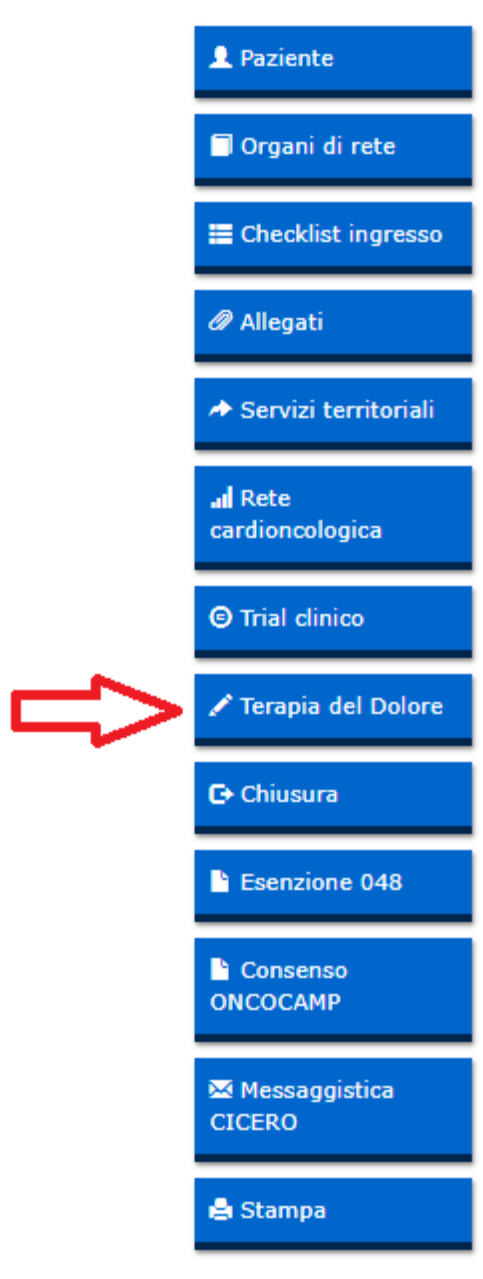 Paziente
Organi di rete
Checklist ingresso
Allegati
Servizi territoriali
Rete
cardioncologica
Trial clinico
Terapia del Dolore
Chiusura
Esenzione 048
Consenso
ONCOCAMP
Messaggistica
CICERO
Stampa